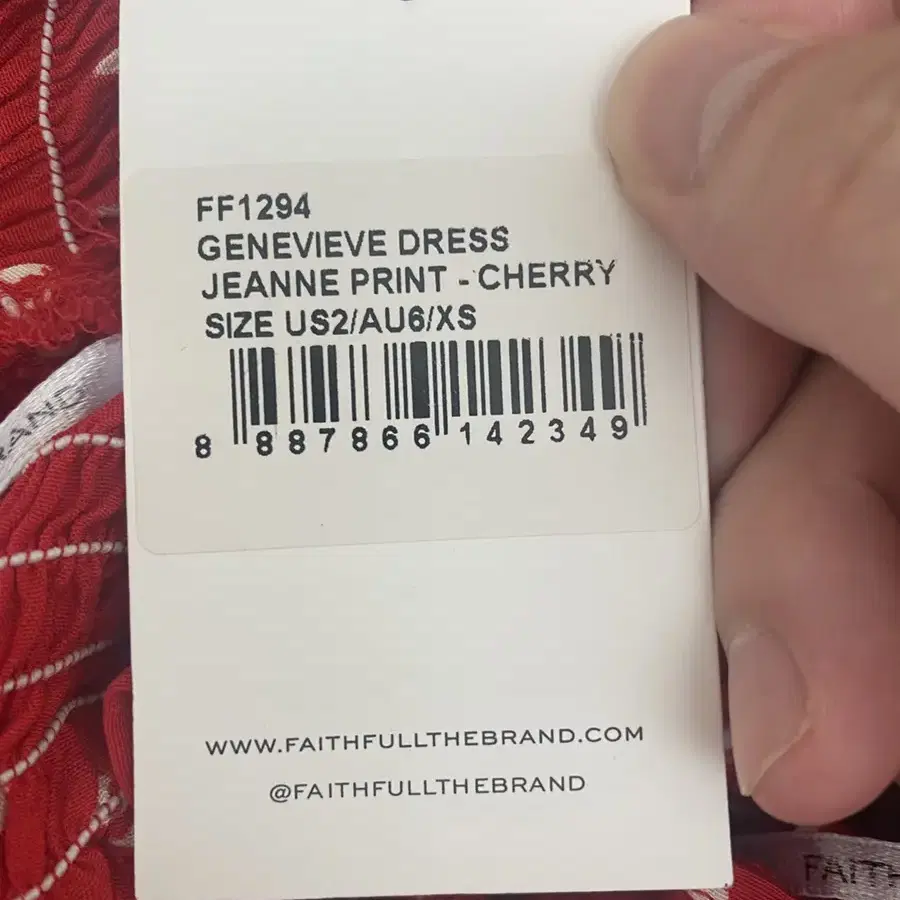 FF1294
GENEVIEVE DRESS
JEANNE PRINT - CHERRY
SIZE US2/AU6/XS
8 887866 142349
WWW.FAITHFULLTHEBRAND.COM
@FAITHFULLTHEBRAND